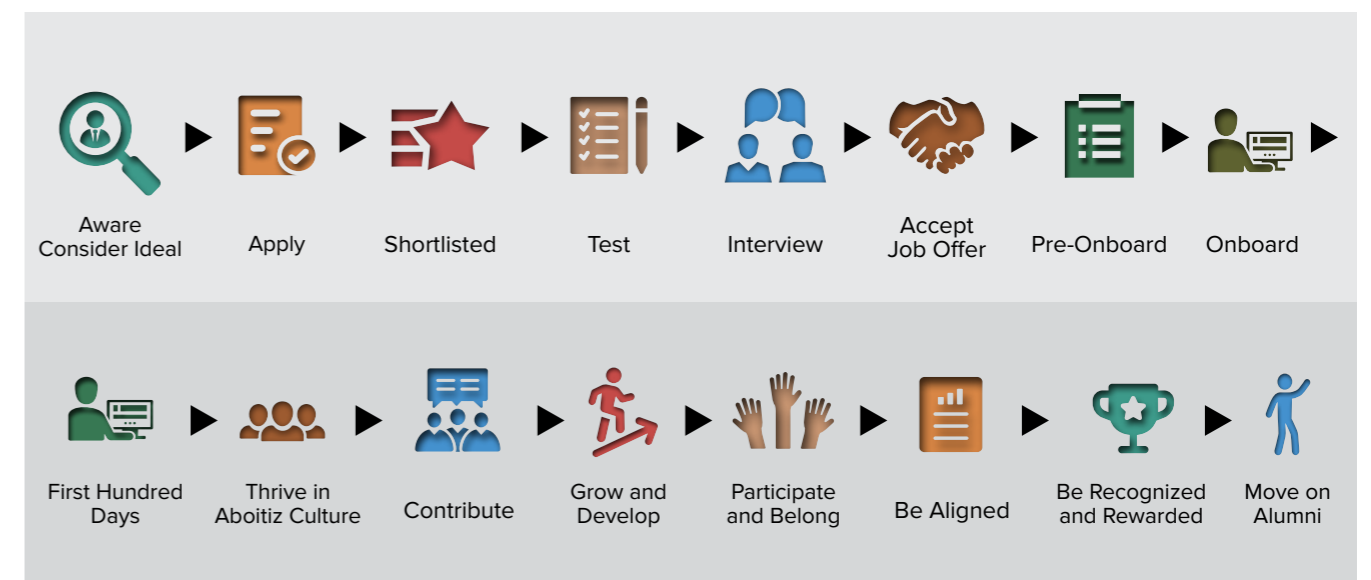 Aware
Consider Ideal
Apply
Shortlisted
Test
Interview
Accept
Job Offer
Pre-Onboard
Onboard
First Hundred
Days
Thrive in
Aboitiz Culture
Contribute
Grow and
Develop
Participate
and Belong
Be Aligned
Be Recognized
and Rewarded
Move on
Alumni